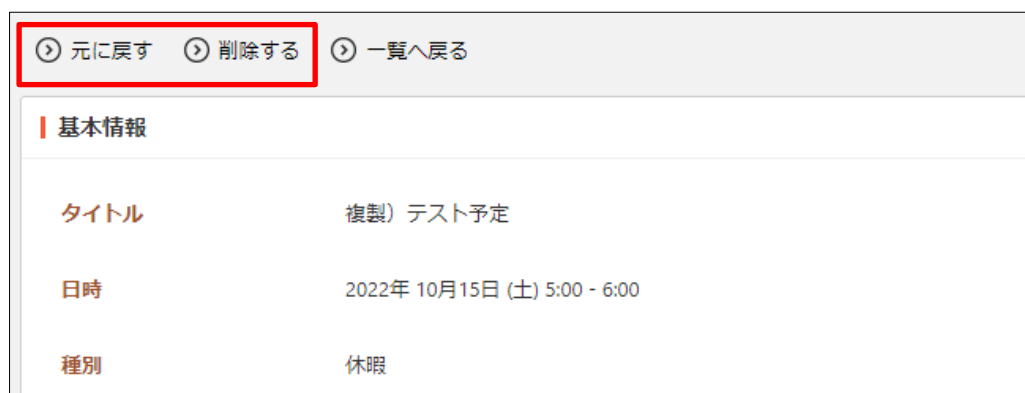 元に戻す 削除する 一覧へ戻る
基本情報
タイトル 複製）テスト予定
日時 2022年 10月15日 (土) 5:00 - 6:00
種別 休暇